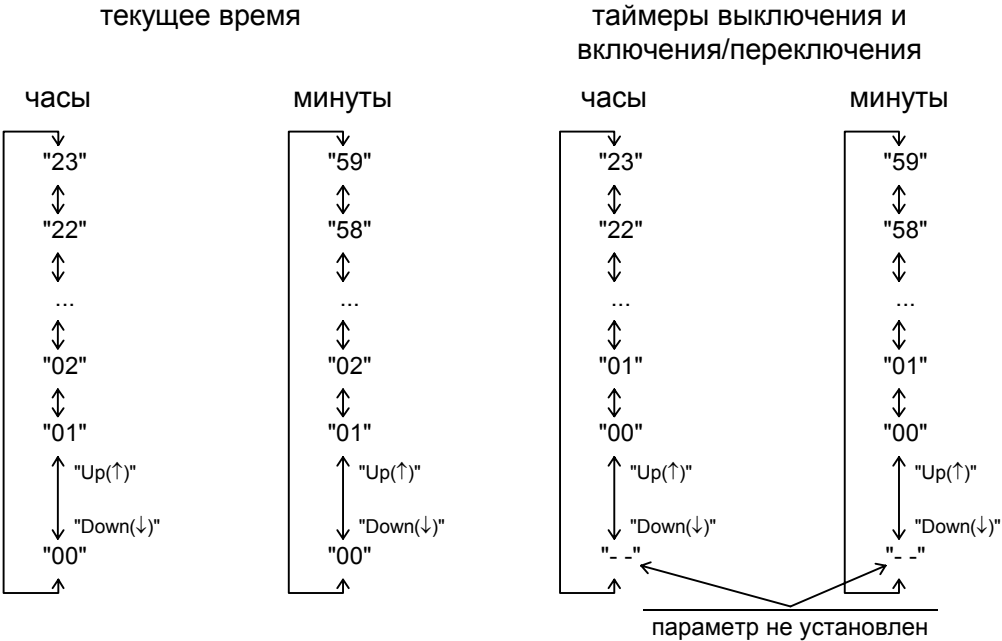 текущее время
таймеры выключения и
включения/переключения
часы
минуты
часы
минуты
"23"
"59"
"23"
"59"
"22"
"58"
"22"
"58"
...
...
...
...
"02"
"02"
"01"
"01"
"01"
"01"
"00"
"00"
"Up(↑)"
"Up(↑)"
"Up(↑)"
"Up(↑)"
"Down(↓)"
"Down(↓)"
"Down(↓)"
"Down(↓)"
"00"
"00"
"- -"
"- -"
параметр не установлен